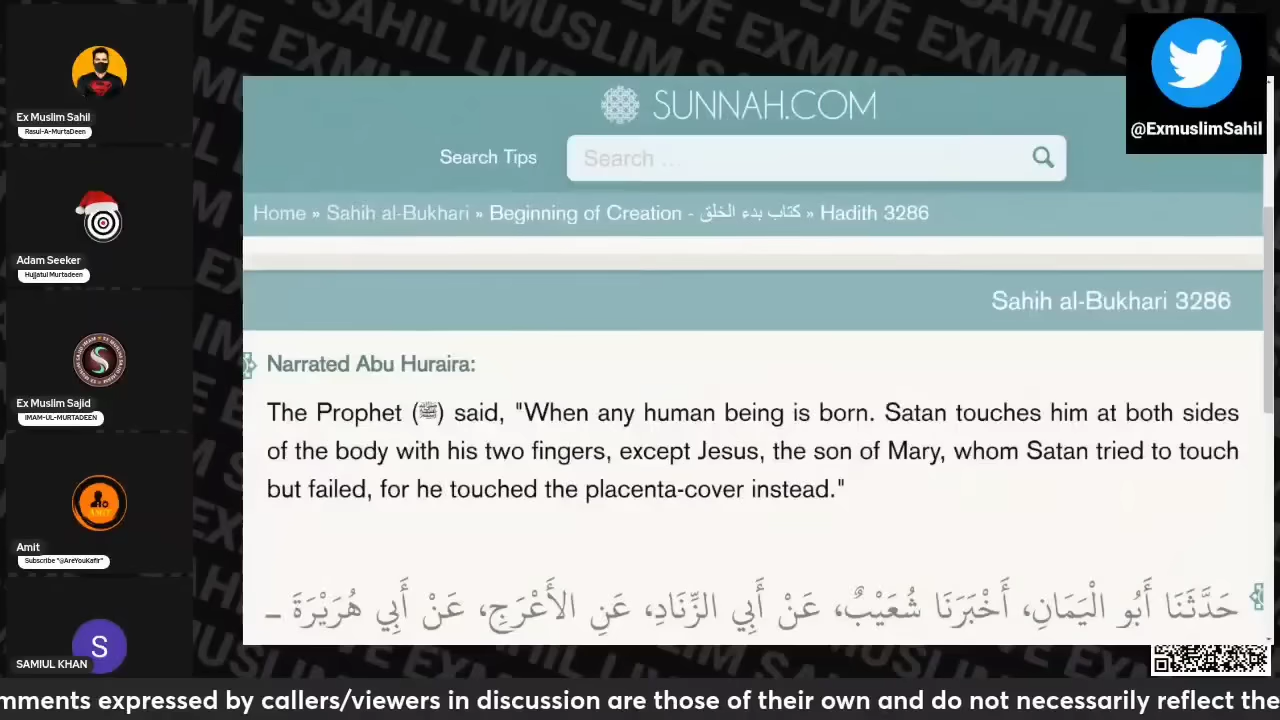 Ex Muslim Sahil
Rasul-A-MurtaDeen
Adam Seeker
Hujjatul Murtadeen
Ex Muslim Sajid
IMAM-UL-MURTADEEN
AMIT
Amit
Subscribe "@AreYouKafir"
S
SAMIUL KHAN
SUNNAH.COM
Search Tips
Search ...
Home » Sahih al-Bukhari » Beginning of Creation - كتاب بدء الخلق » Hadith 3286
Sahih al-Bukhari 3286
Narrated Abu Huraira:
The Prophet (ﷺ) said, "When any human being is born. Satan touches him at both sides
of the body with his two fingers, except Jesus, the son of Mary, whom Satan tried to touch
but failed, for he touched the placenta-cover instead."
حَدَّثَنَا أَبُو الْيَمَانِ، أَخْبَرَنَا شُعَيْبٌ، عَنْ أَبِي الزِّنَادِ، عَنِ الأَعْرَجِ، عَنْ أَبِي هُرَيْرَةَ ـ
@ExmuslimSahil
mments expressed by callers/viewers in discussion are those of their own and do not necessarily reflect the